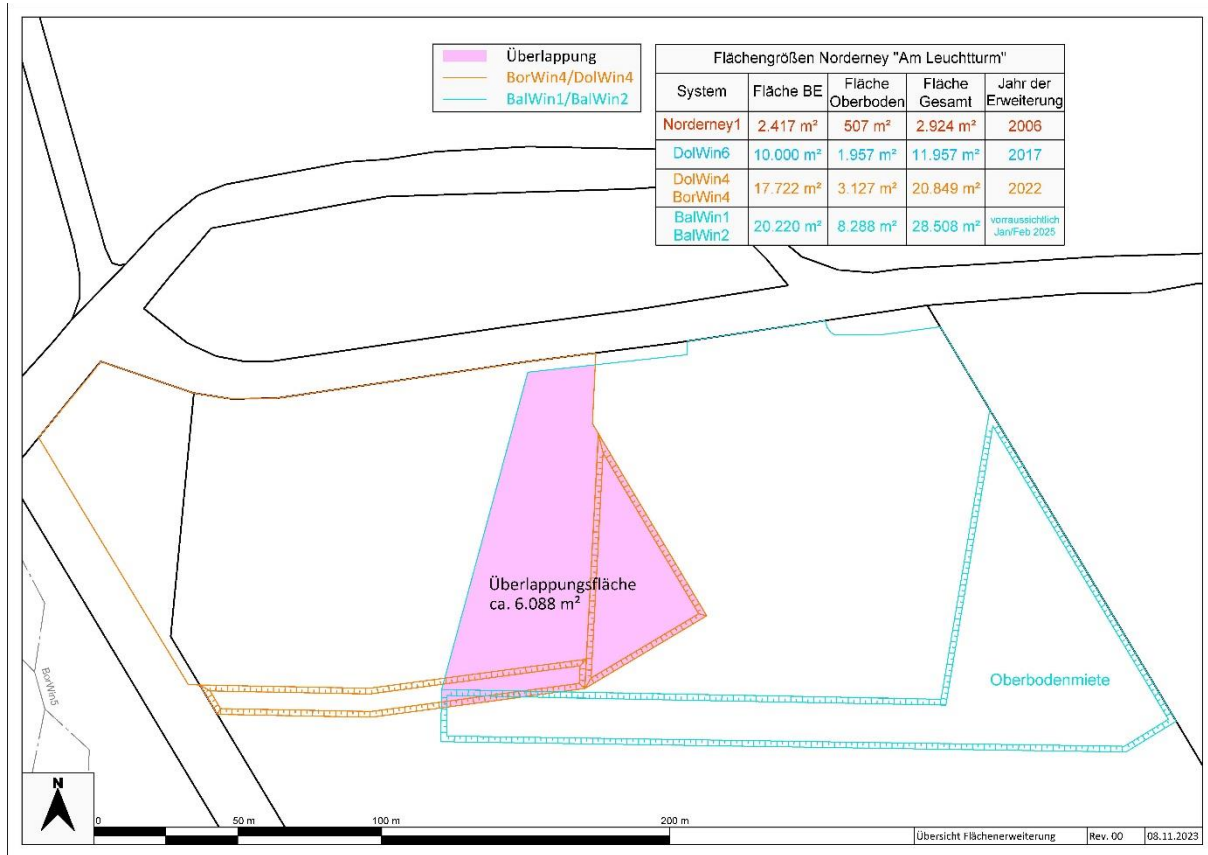 Überlappung
BorWin4/DolWin4
BalWin1/BalWin2
Flächengrößen Norderney "Am Leuchtturm"
System Fläche BE Fläche Oberboden Fläche Gesamt Jahr der Erweiterung
Norderney1 2.417 m² 507 m² 2.924 m² 2006
DolWin6 10.000 m² 1.957 m² 11.957 m² 2017
DolWin4 BorWin4 17.722 m² 3.127 m² 20.849 m² 2022
BalWin1 BalWin2 20.220 m² 8.288 m² 28.508 m² vorraussichtlich Jan/Feb 2025
Überlappungsfläche
ca. 6.088 m²
BorWin5
Oberbodenmiete
N
0 50 m 100 m 200 m
Übersicht Flächenerweiterung Rev. 00 08.11.2023